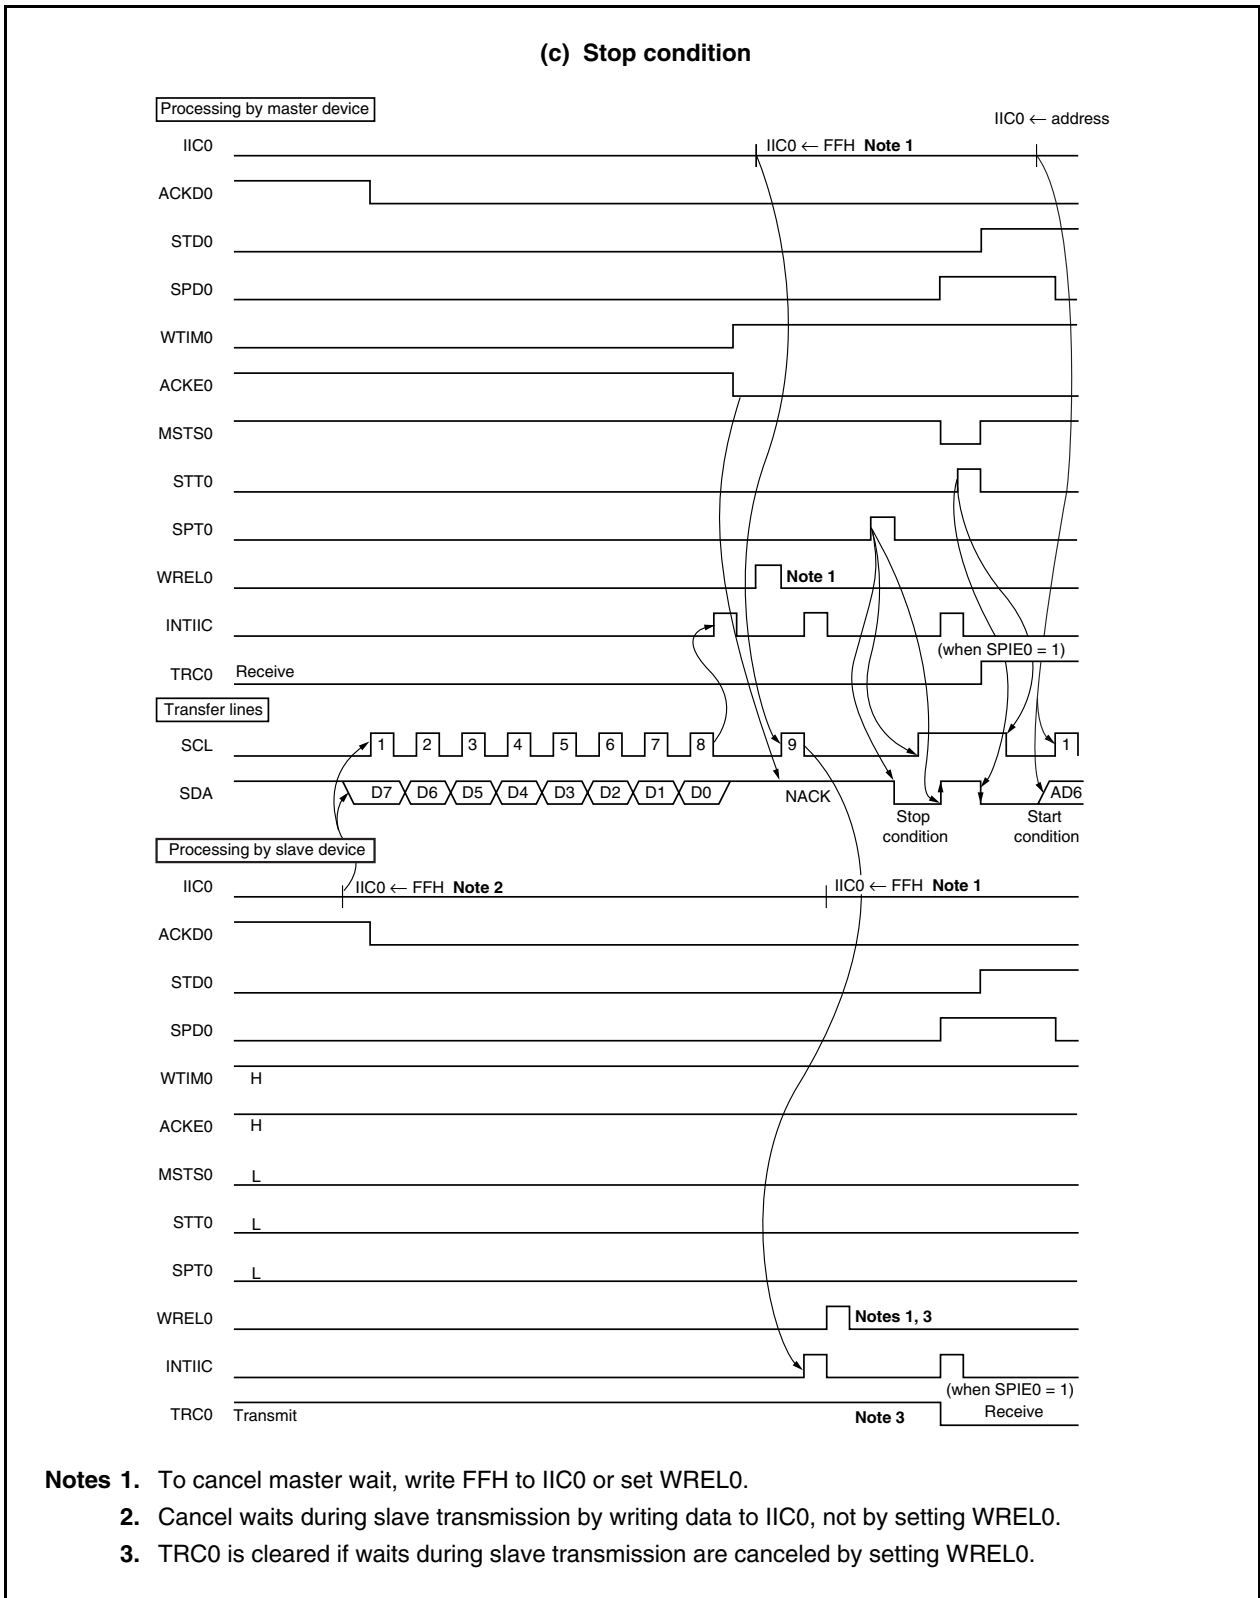 (c) Stop condition
Processing by master device
IIC0 ← address
IIC0
IIC0 ← FFH Note 1
ACKD0
STD0
SPD0
WTIM0
ACKE0
MSTS0
STT0
SPT0
WREL0
Note 1
INTIIC
(when SPIE0 = 1)
TRC0
Receive
Transfer lines
SCL
1 2 3 4 5 6 7 8 9 1
SDA
D7 D6 D5 D4 D3 D2 D1 D0 NACK AD6
Stop condition
Start condition
Processing by slave device
IIC0
IIC0 ← FFH Note 2
IIC0 ← FFH Note 1
ACKD0
STD0
SPD0
WTIM0
H
ACKE0
H
MSTS0
L
STT0
L
SPT0
L
WREL0
Notes 1, 3
INTIIC
(when SPIE0 = 1)
TRC0
Transmit
Note 3
Receive
Notes 1. To cancel master wait, write FFH to IIC0 or set WREL0.
2. Cancel waits during slave transmission by writing data to IIC0, not by setting WREL0.
3. TRC0 is cleared if waits during slave transmission are canceled by setting WREL0.